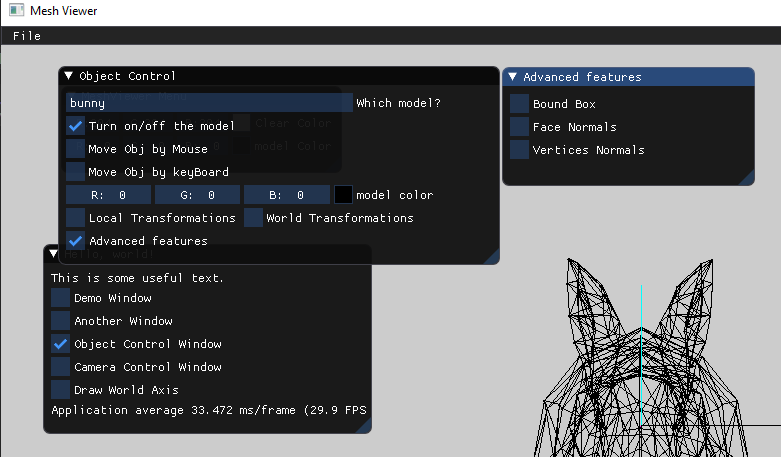 Mesh Viewer
File
Object Control
bunny Which model?
Turn on/off the model
Clear Color
Move Obj by Mouse
model Color
Move Obj by keyBoard
R: 0 G: 0 B: 0 model color
Local Transformations World Transformations
Advanced features
Advanced features
Bound Box
Face Normals
Vertices Normals
Hello, world!
This is some useful text.
Demo Window
Another Window
Object Control Window
Camera Control Window
Draw World Axis
Application average 33.472 ms/frame (29.9 FPS